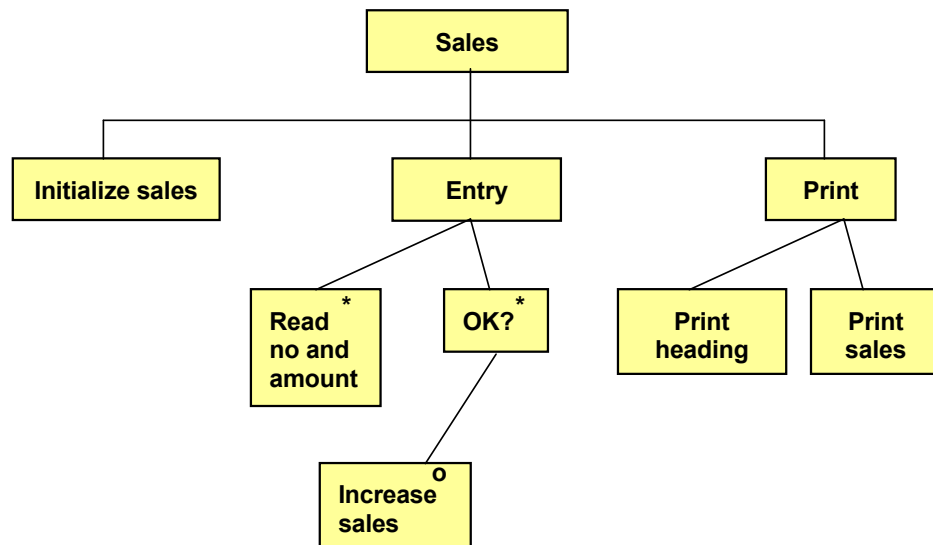 Sales
Initialize sales
Entry
Print
Read *
no and
amount
OK? *
Print
heading
Print
sales
o
Increase
sales